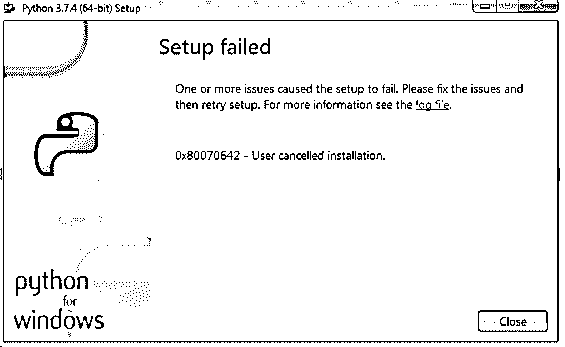 Python 3.7.4 (64-bit) Setup
Setup failed
One or more issues caused the setup to fail. Please fix the issues and
then retry setup. For more information see the log file.
0x80070642 - User cancelled installation.
python
for
windows
Close